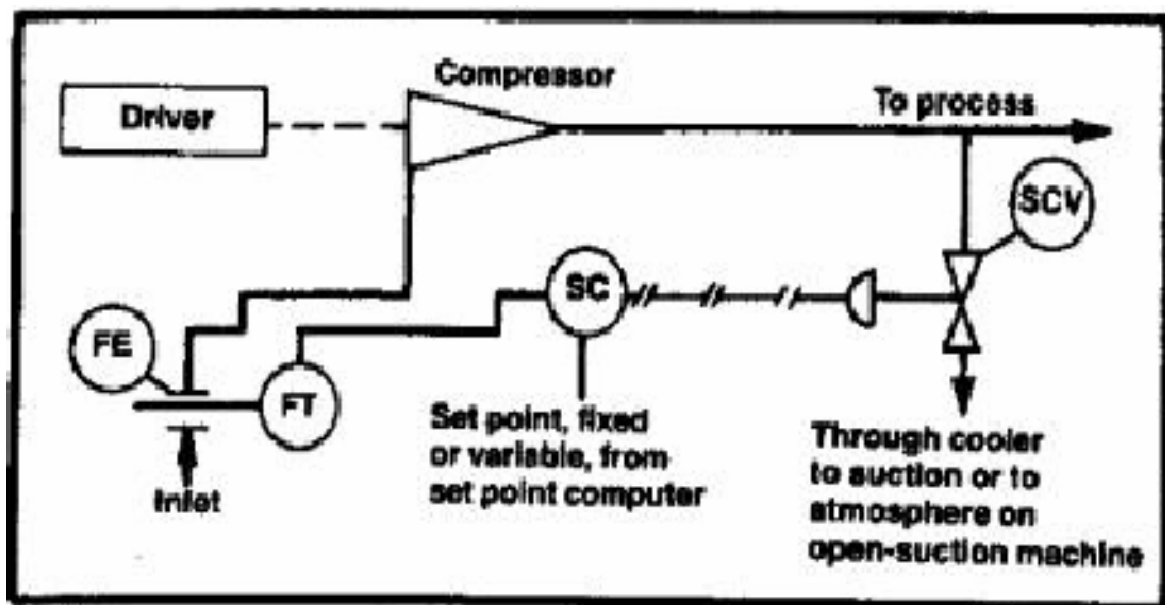 Compressor
Driver
To process
SCV
SC
FE
FT
Inlet
Set point, fixed
or variable, from
set point computer
Through cooler
to suction or to
atmosphere on
open-suction machine